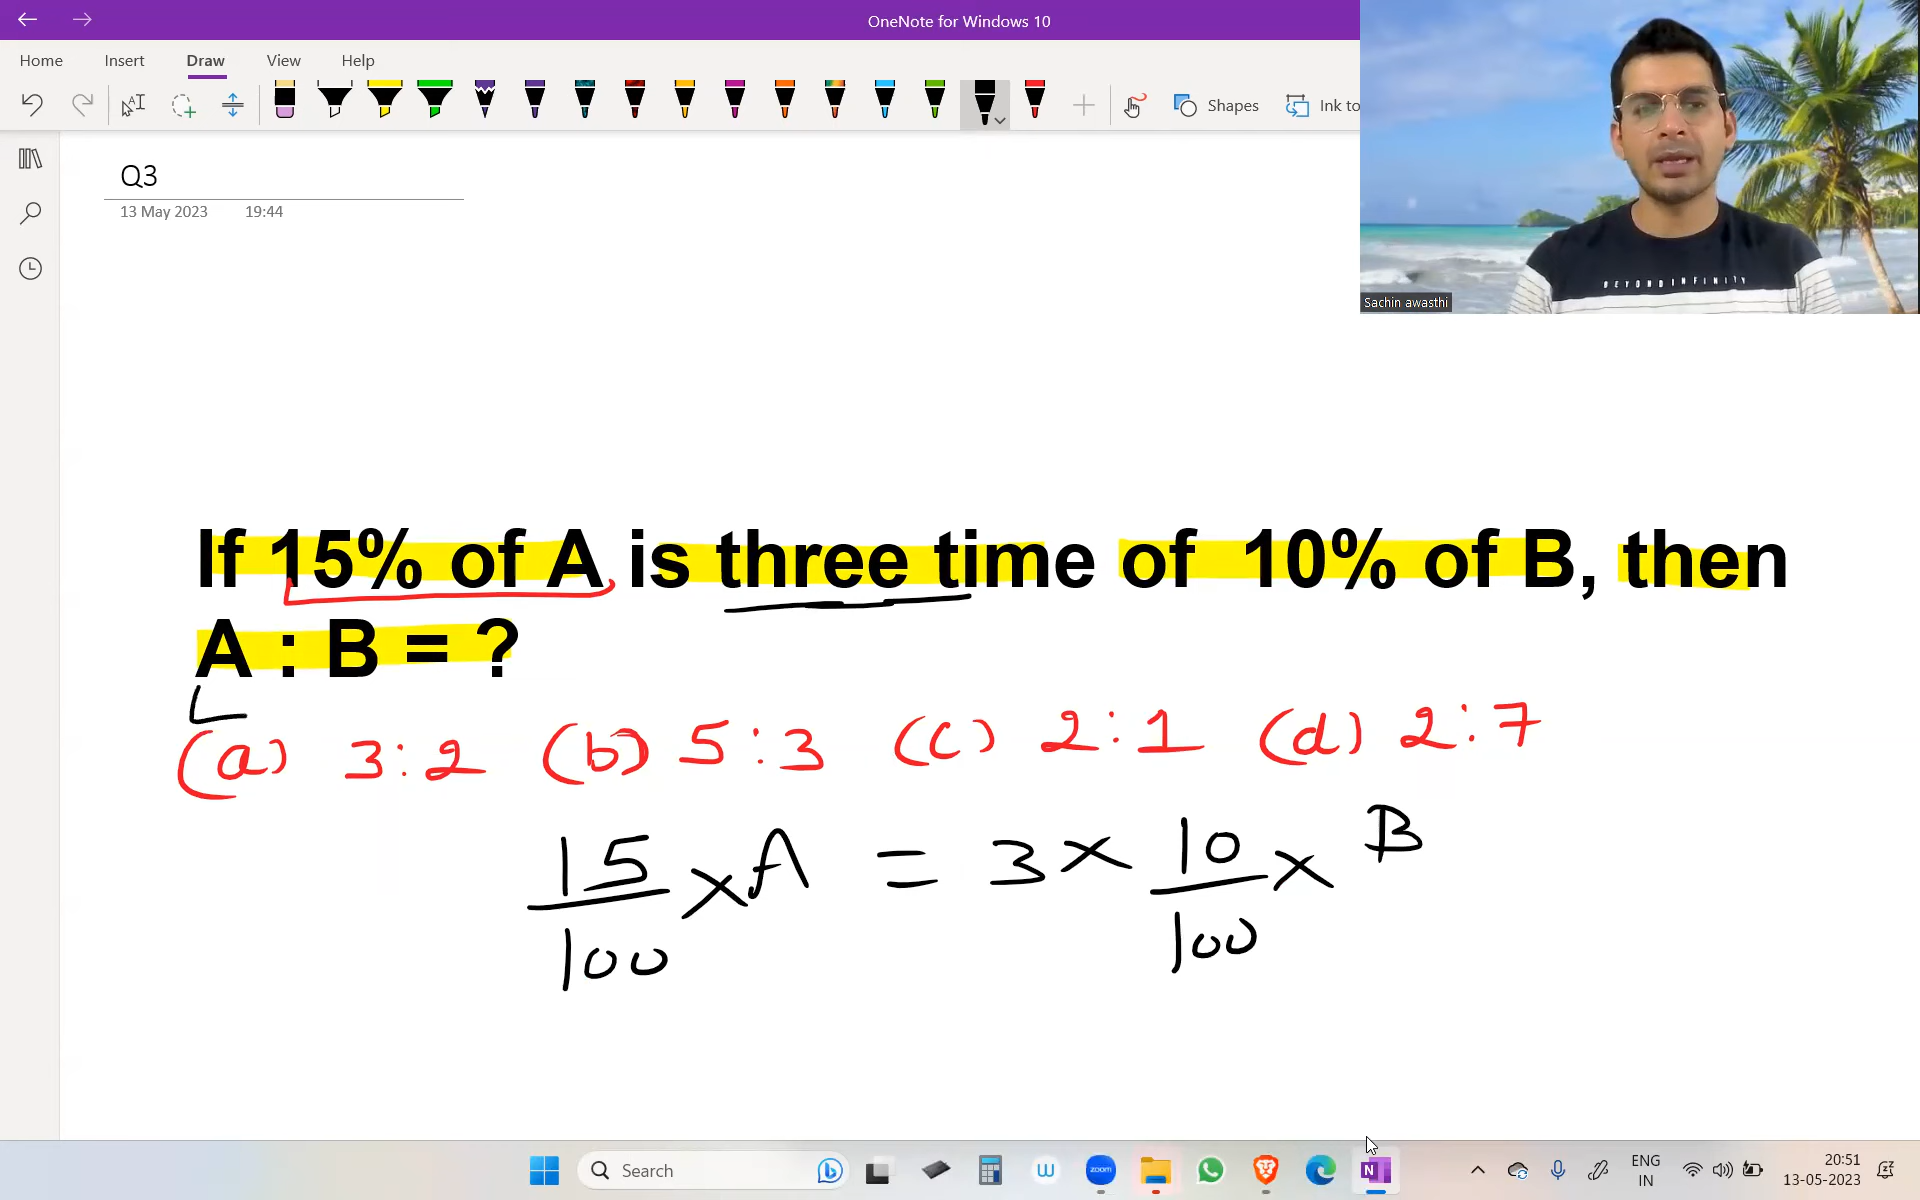 OneNote for Windows 10
Home Insert Draw View Help
Shapes Ink to
Q3
13 May 2023 19:44
BEYONDINFINITY
Sachin awasthi
If 15% of A is three time of 10% of B, then
A : B = ?
(a) 3:2 (b) 5:3 (c) 2:1 (d) 2:7
15/100 × A = 3 × 10/100 × B
Search
zoom
ENG
IN
20:51
13-05-2023